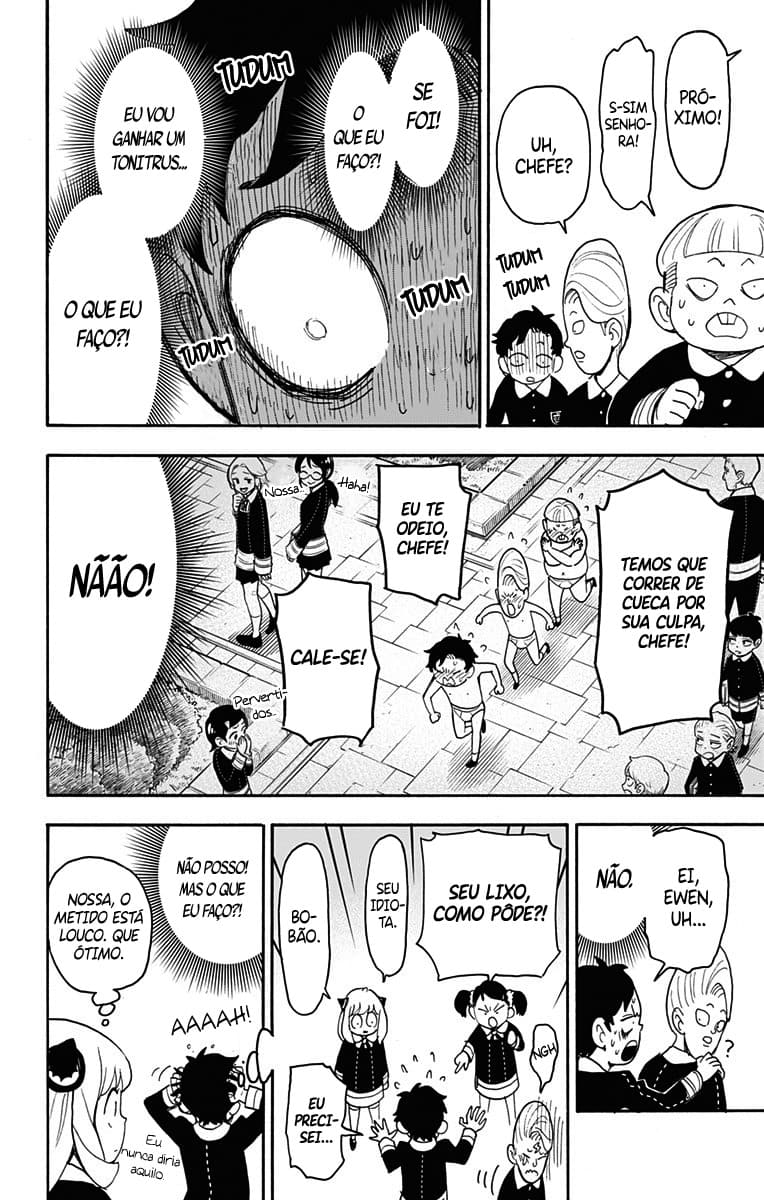 PRÓ-
XIMO!
S-SIM
SENHO-
RA!
UH,
CHEFE?
TUDUM
TUDUM
SE
FOI!
O
QUE EU
FAÇO?!
TUDUM
EU VOU
GANHAR UM
TONITRUS...
O QUE EU
FAÇO?!
TUDUM
TUDUM
TEMOS QUE
CORRER DE
CUECA POR
SUA CULPA,
CHEFE!
EU TE
ODEIO,
CHEFE!
CALE-SE!
Haha!
Nossa...
Perverti-
dos...
NÃÃO!
EI,
EWEN,
UH...
NÃO.
?
SEU LIXO,
COMO PÔDE?!
SEU
IDIO-
TA.
BO-
BÃO.
NGH
EU
PRECI-
SEI...
NÃO POSSO!
MAS O QUE
EU FAÇO?!
NOSSA, O
METIDO ESTÁ
LOUCO. QUE
ÓTIMO.
AAAAH!
Eu
nunca diria
aquilo.